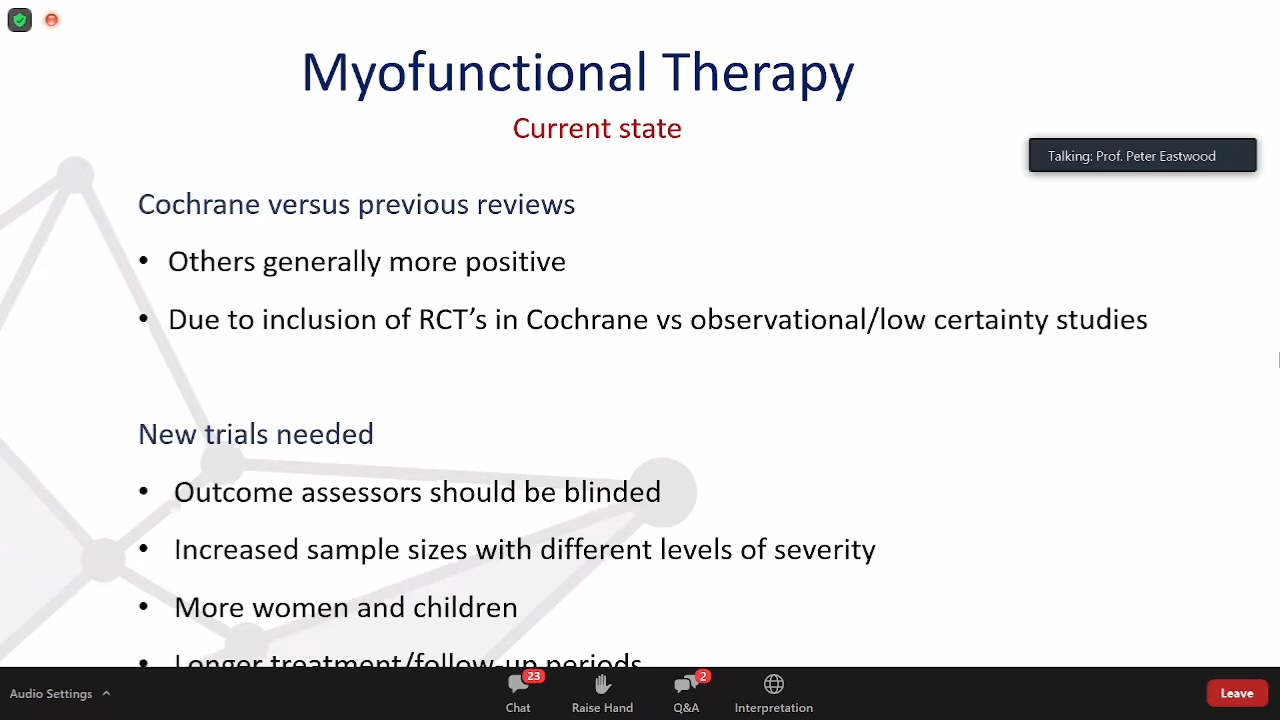 Myofunctional Therapy
Current state
Talking: Prof. Peter Eastwood
Cochrane versus previous reviews
• Others generally more positive
• Due to inclusion of RCT's in Cochrane vs observational/low certainty studies
New trials needed
• Outcome assessors should be blinded
• Increased sample sizes with different levels of severity
• More women and children
• Longer treatment/follow-up periods
Audio Settings
23
Chat
Raise Hand
2
Q&A
Interpretation
Leave